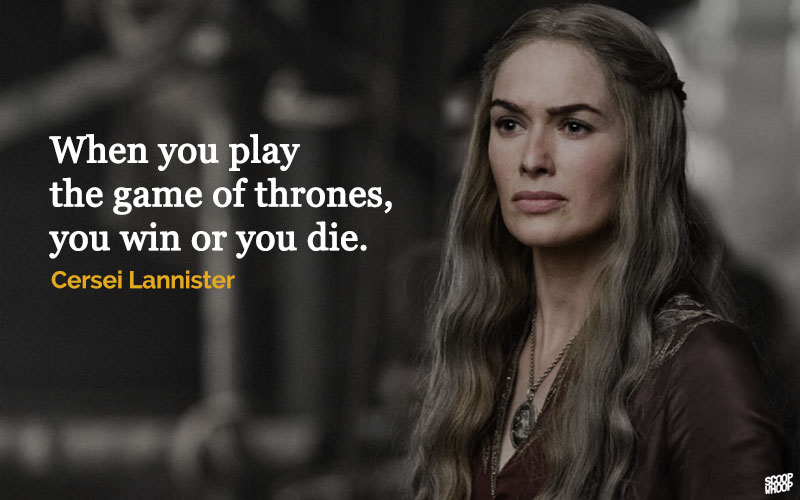 When you play
the game of thrones,
you win or you die.
Cersei Lannister
SCOOP
WHOOP